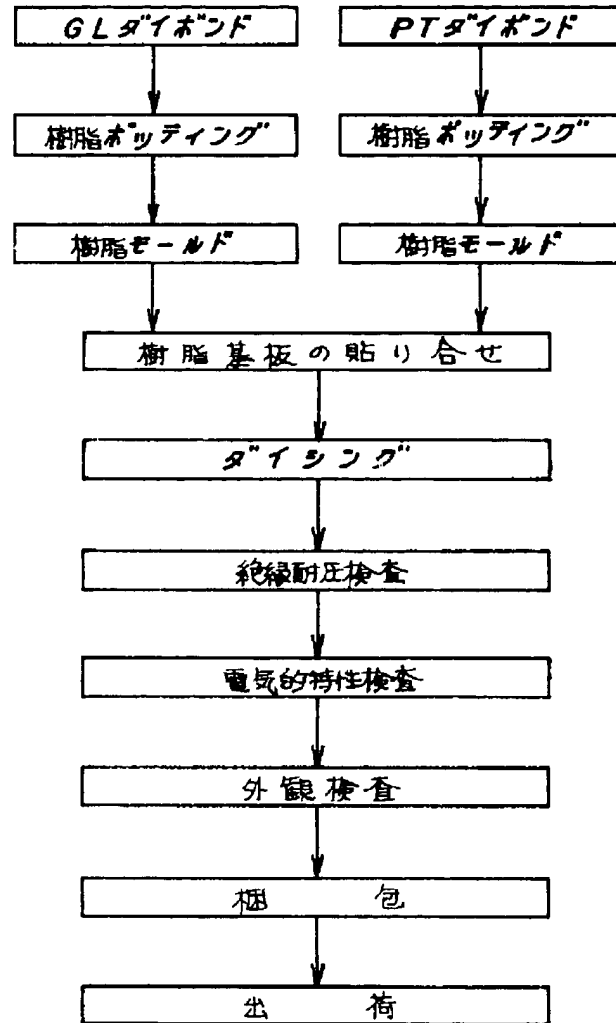 GLダイボンド
PTダイボンド
樹脂ポッティング
樹脂ポッティング
樹脂モールド
樹脂モールド
樹脂基板の貼り合せ
ダイシング
絶縁耐圧検査
電気的特性検査
外観検査
梱包
出荷